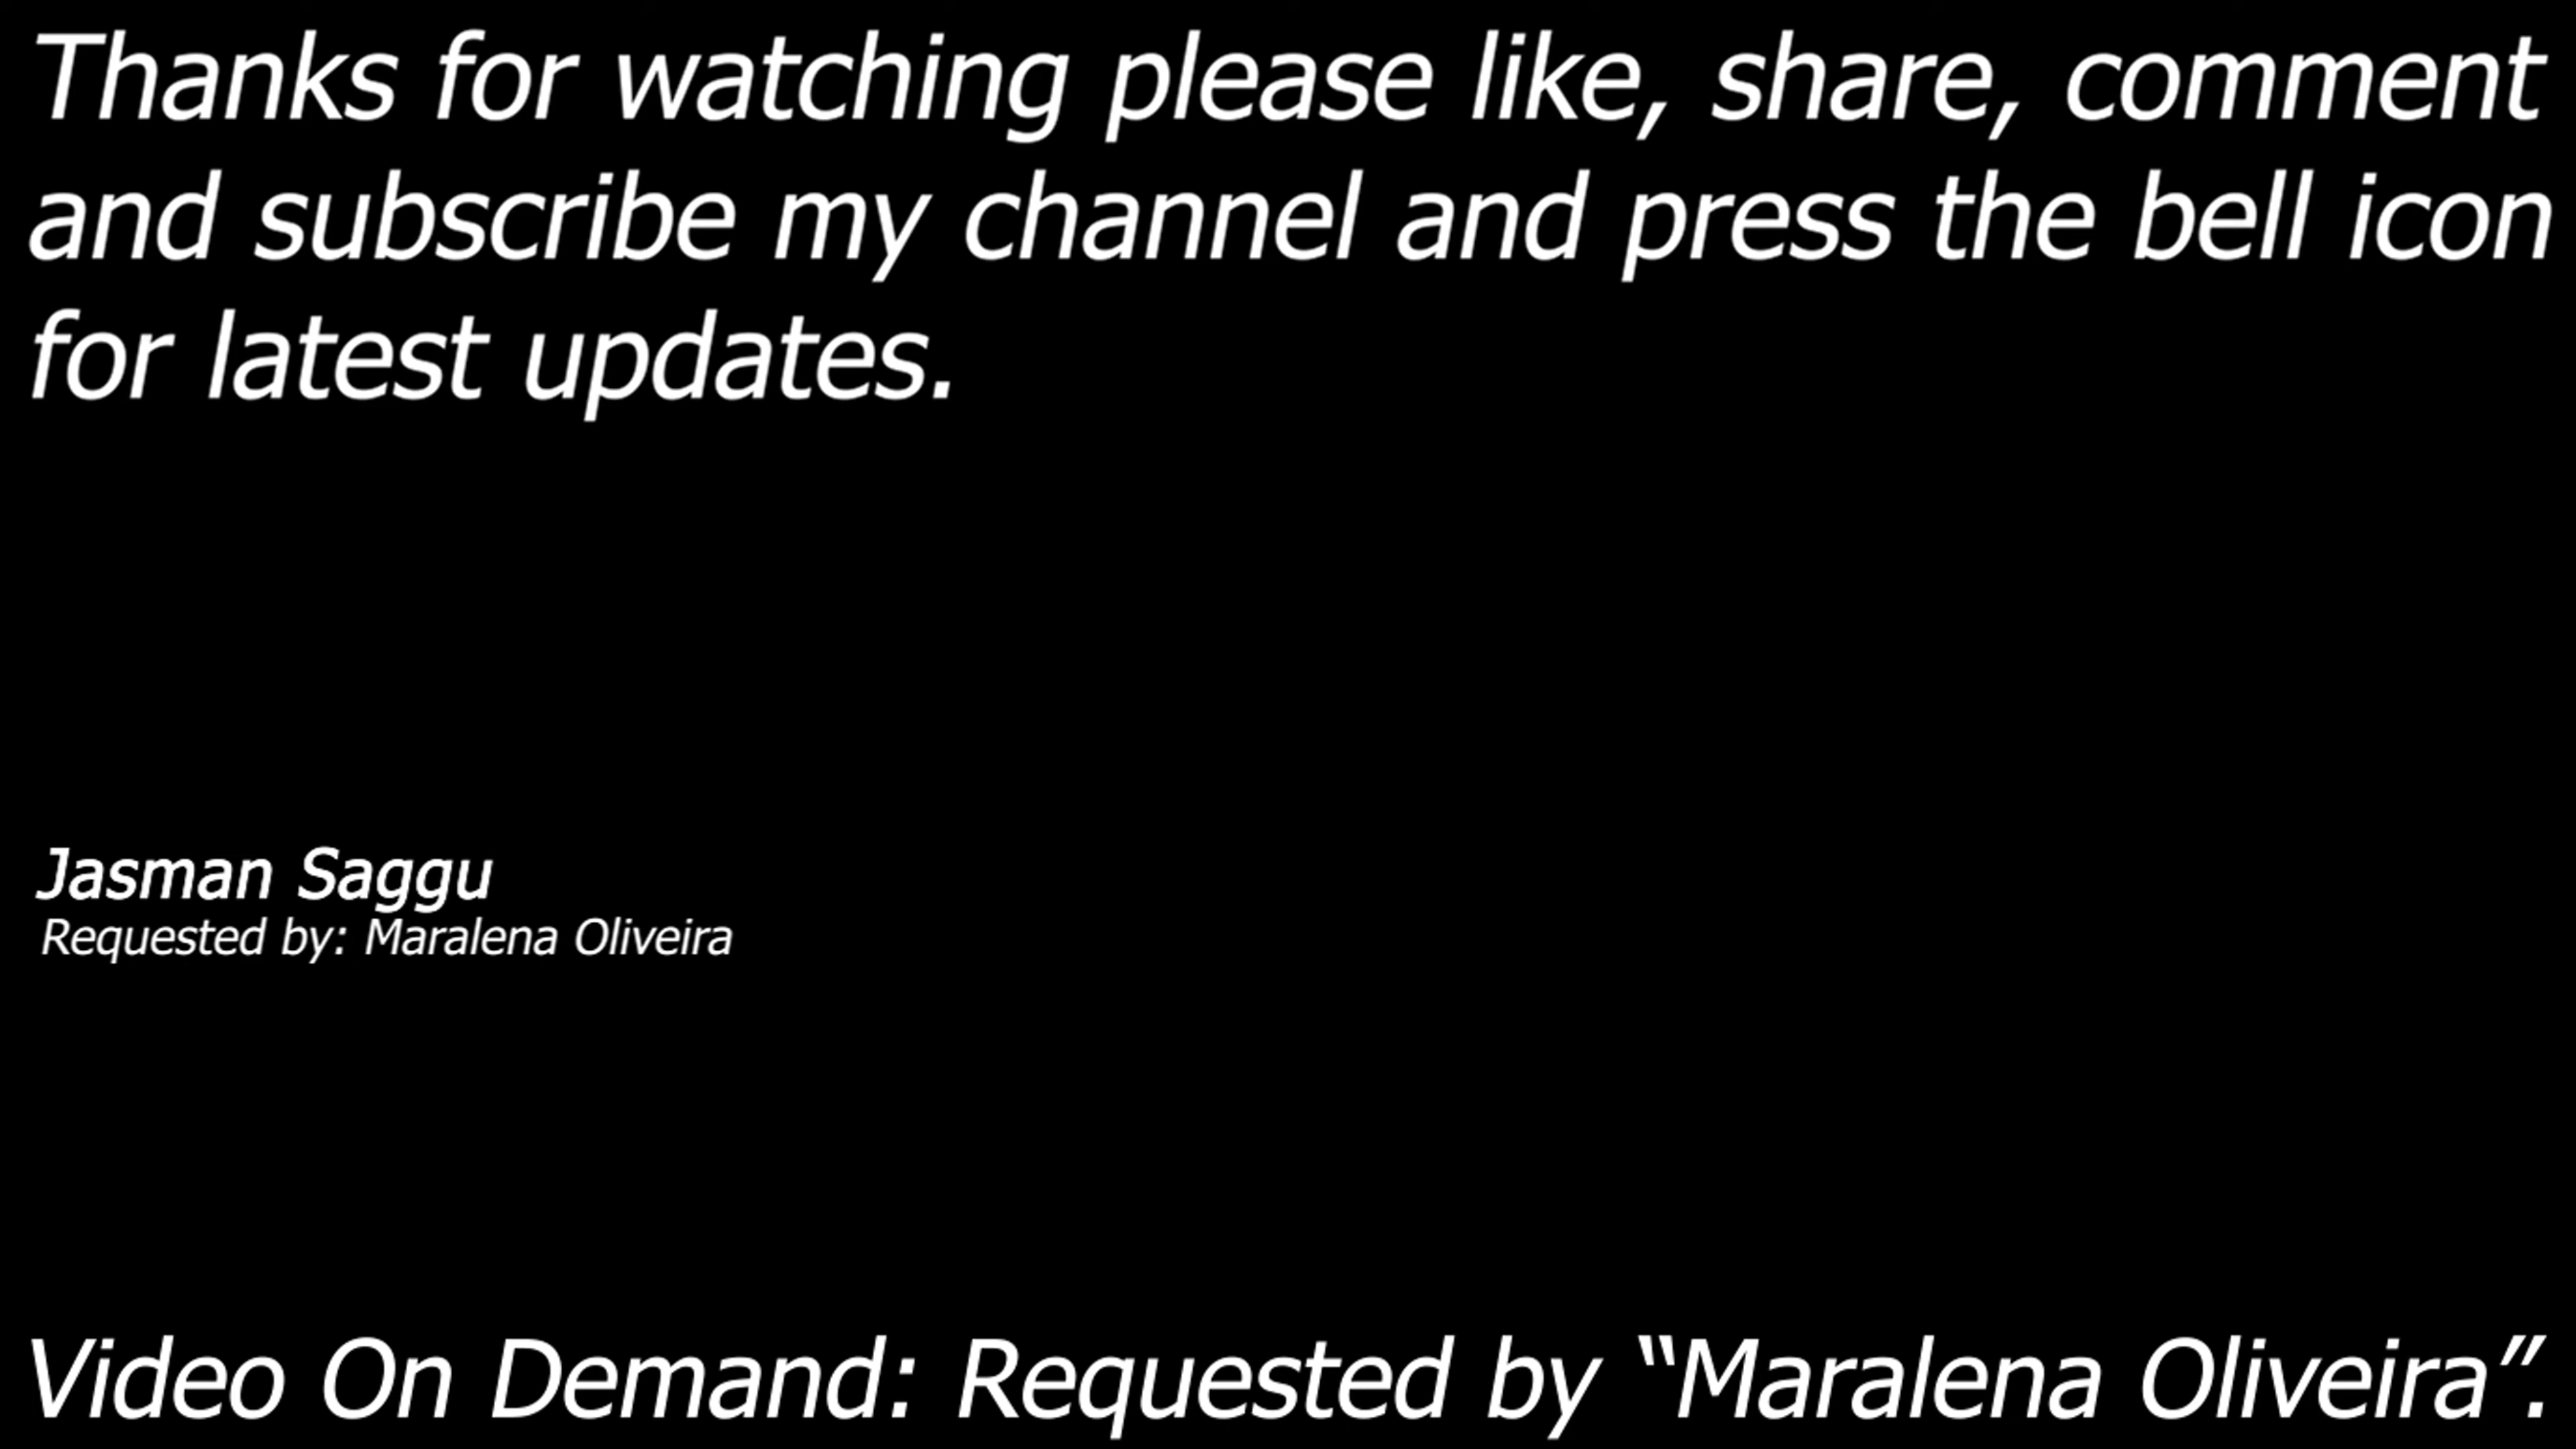 Thanks for watching please like, share, comment
and subscribe my channel and press the bell icon
for latest updates.
Jasman Saggu
Requested by: Maralena Oliveira
Video On Demand: Requested by “Maralena Oliveira”.